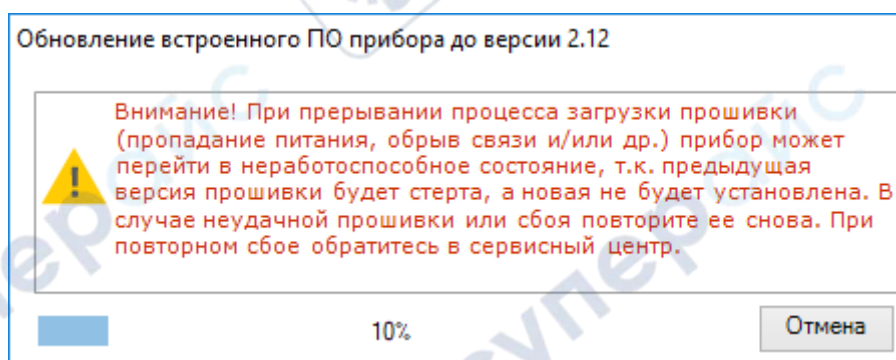 Обновление встроенного ПО прибора до версии 2.12
Внимание! При прерывании процесса загрузки прошивки
(пропадание питания, обрыв связи и/или др.) прибор может
перейти в неработоспособное состояние, т.к. предыдущая
версия прошивки будет стерта, а новая не будет установлена. В
случае неудачной прошивки или сбоя повторите ее снова. При
повторном сбое обратитесь в сервисный центр.
10%
Отмена